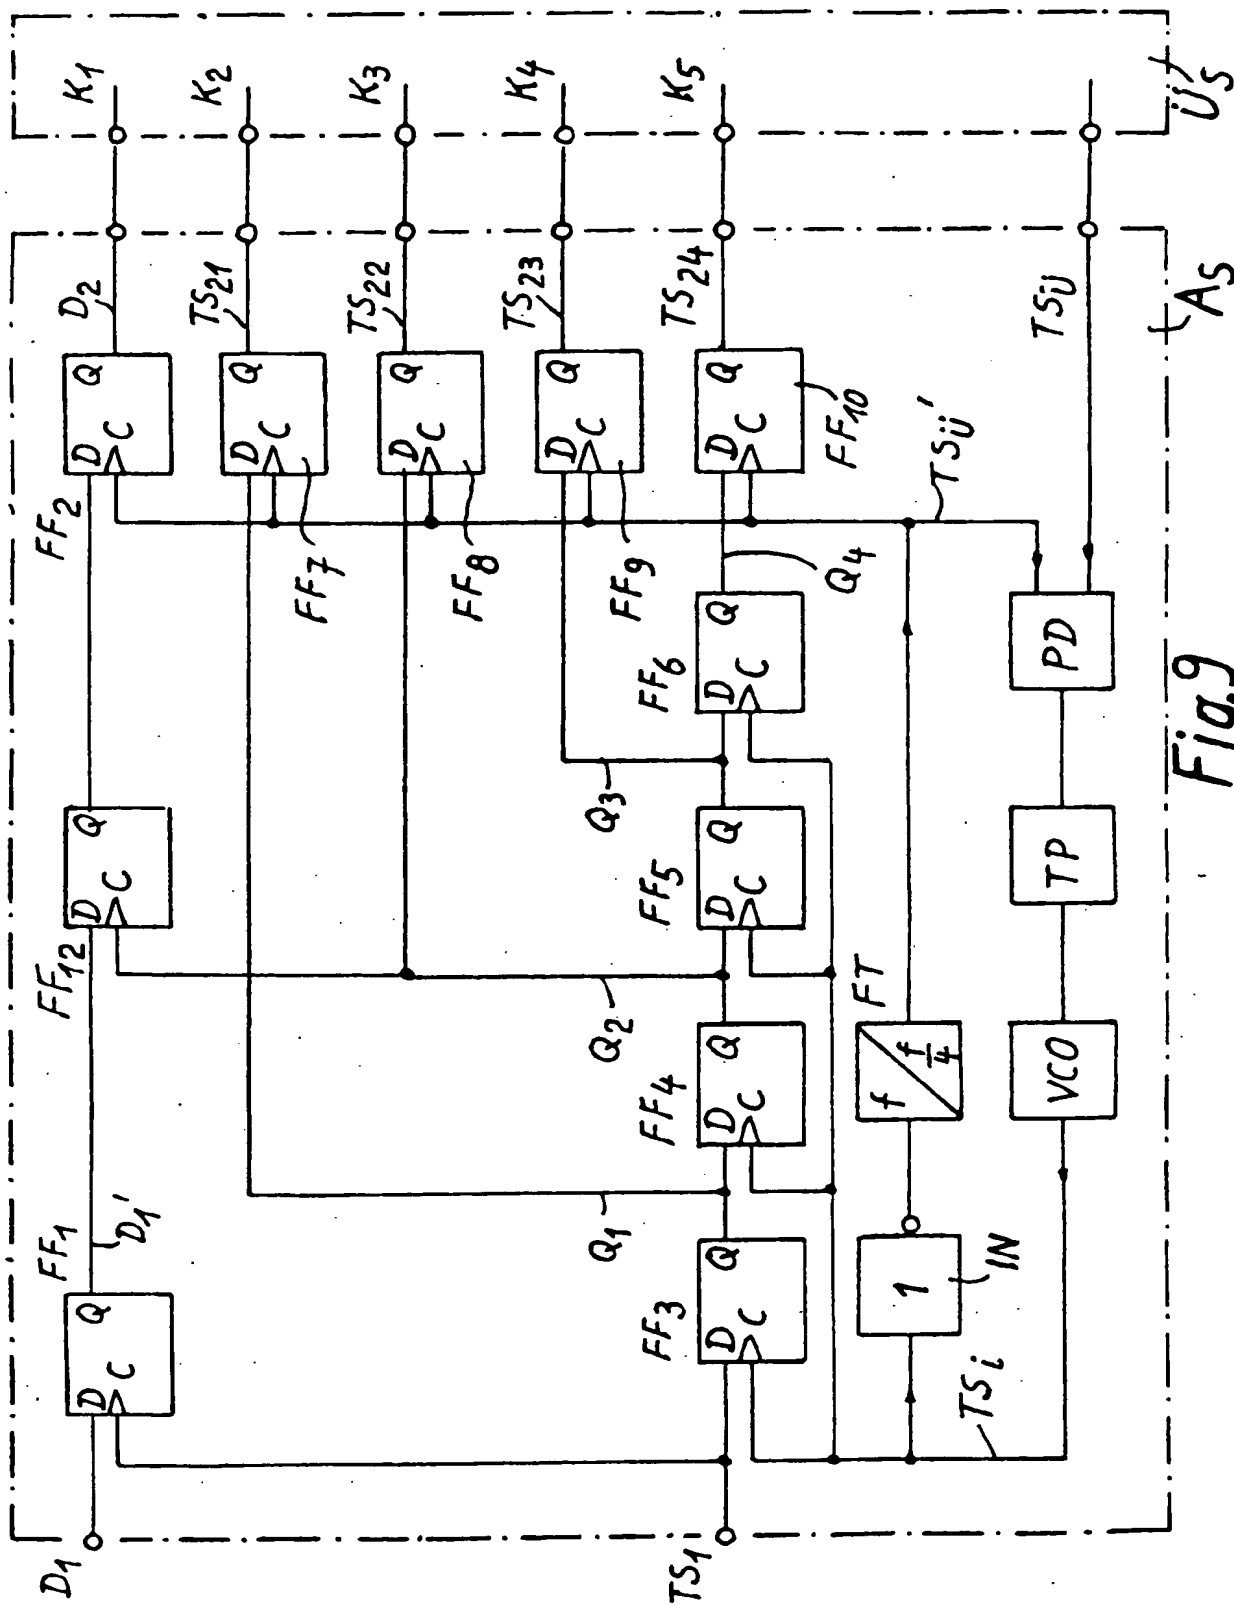 K1
K2
K3
K4
K5
Üs
D2
TS21
TS22
TS23
TS24
TSü
As
D C Q
FF2
D C Q
FF7
D C Q
FF8
D C Q
FF9
D C Q
FF10
TSü'
Q4
D C Q
FF6
PD
Q3
D C Q
FF12
D C Q
FF5
TP
Q2
D C Q
FF4
FT
f f/4
VCO
Q1
D1'
FF1
D C Q
FF3
D C Q
1
IN
TSi
D1
TS1
Fig.9